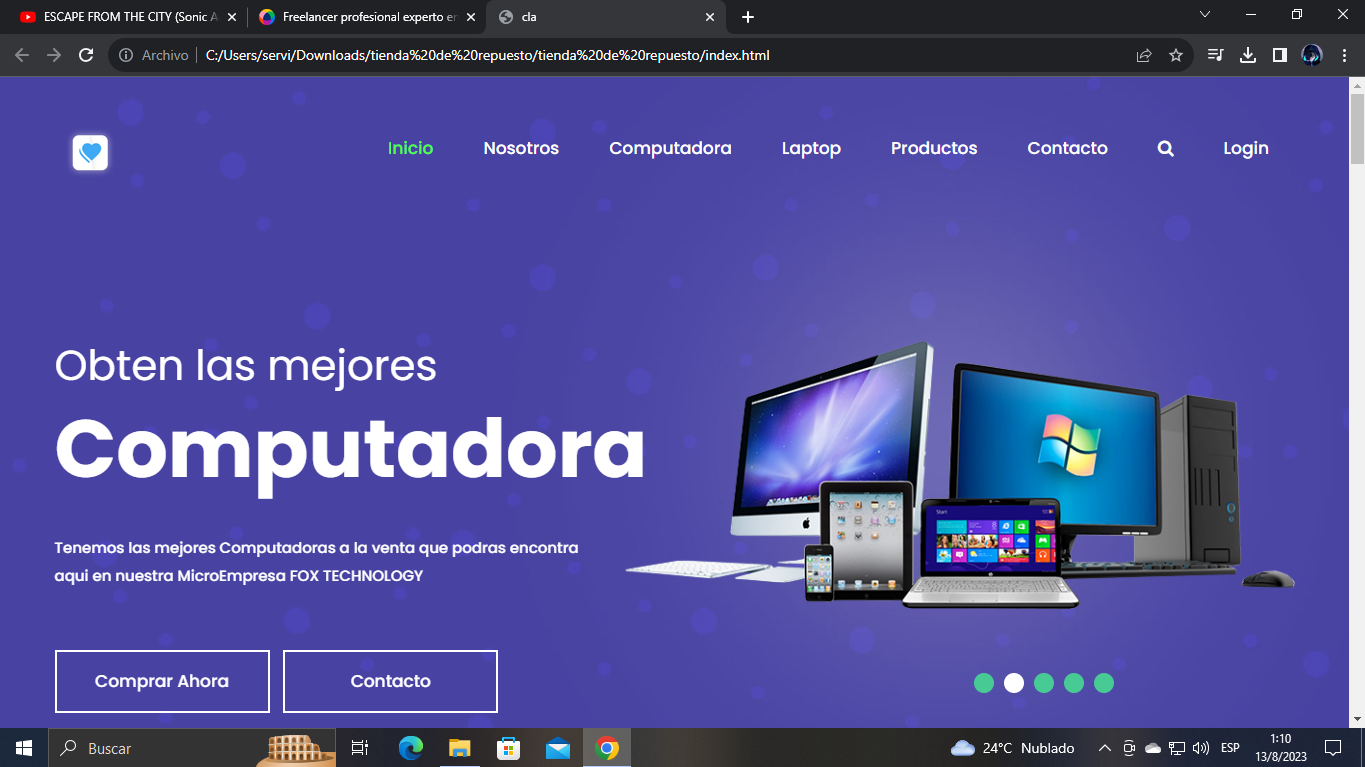 ESCAPE FROM THE CITY (Sonic A
Freelancer profesional experto en
cla
Archivo
C:/Users/servi/Downloads/tienda%20de%20repuesto/tienda%20de%20repuesto/index.html
Inicio
Nosotros
Computadora
Laptop
Productos
Contacto
Login
Obten las mejores
Computadora
Tenemos las mejores Computadoras a la venta que podras encontra
aqui en nuestra MicroEmpresa FOX TECHNOLOGY
Comprar Ahora
Contacto
Start
Buscar
24°C Nublado
ESP
1:10
13/8/2023